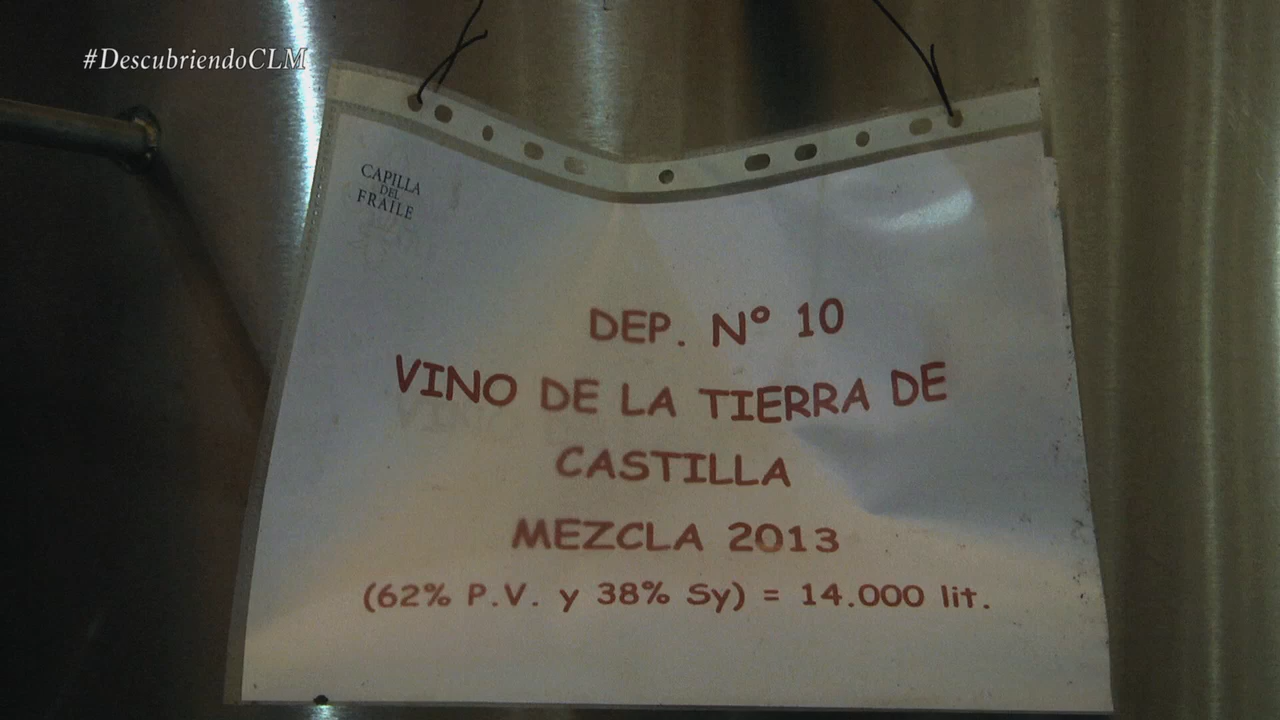 #DescubriendoCLM
CAPILLA
DEL
FRAILE
DEP. Nº 10
VINO DE LA TIERRA DE
CASTILLA
MEZCLA 2013
(62% P.V. y 38% Sy) = 14.000 lit.